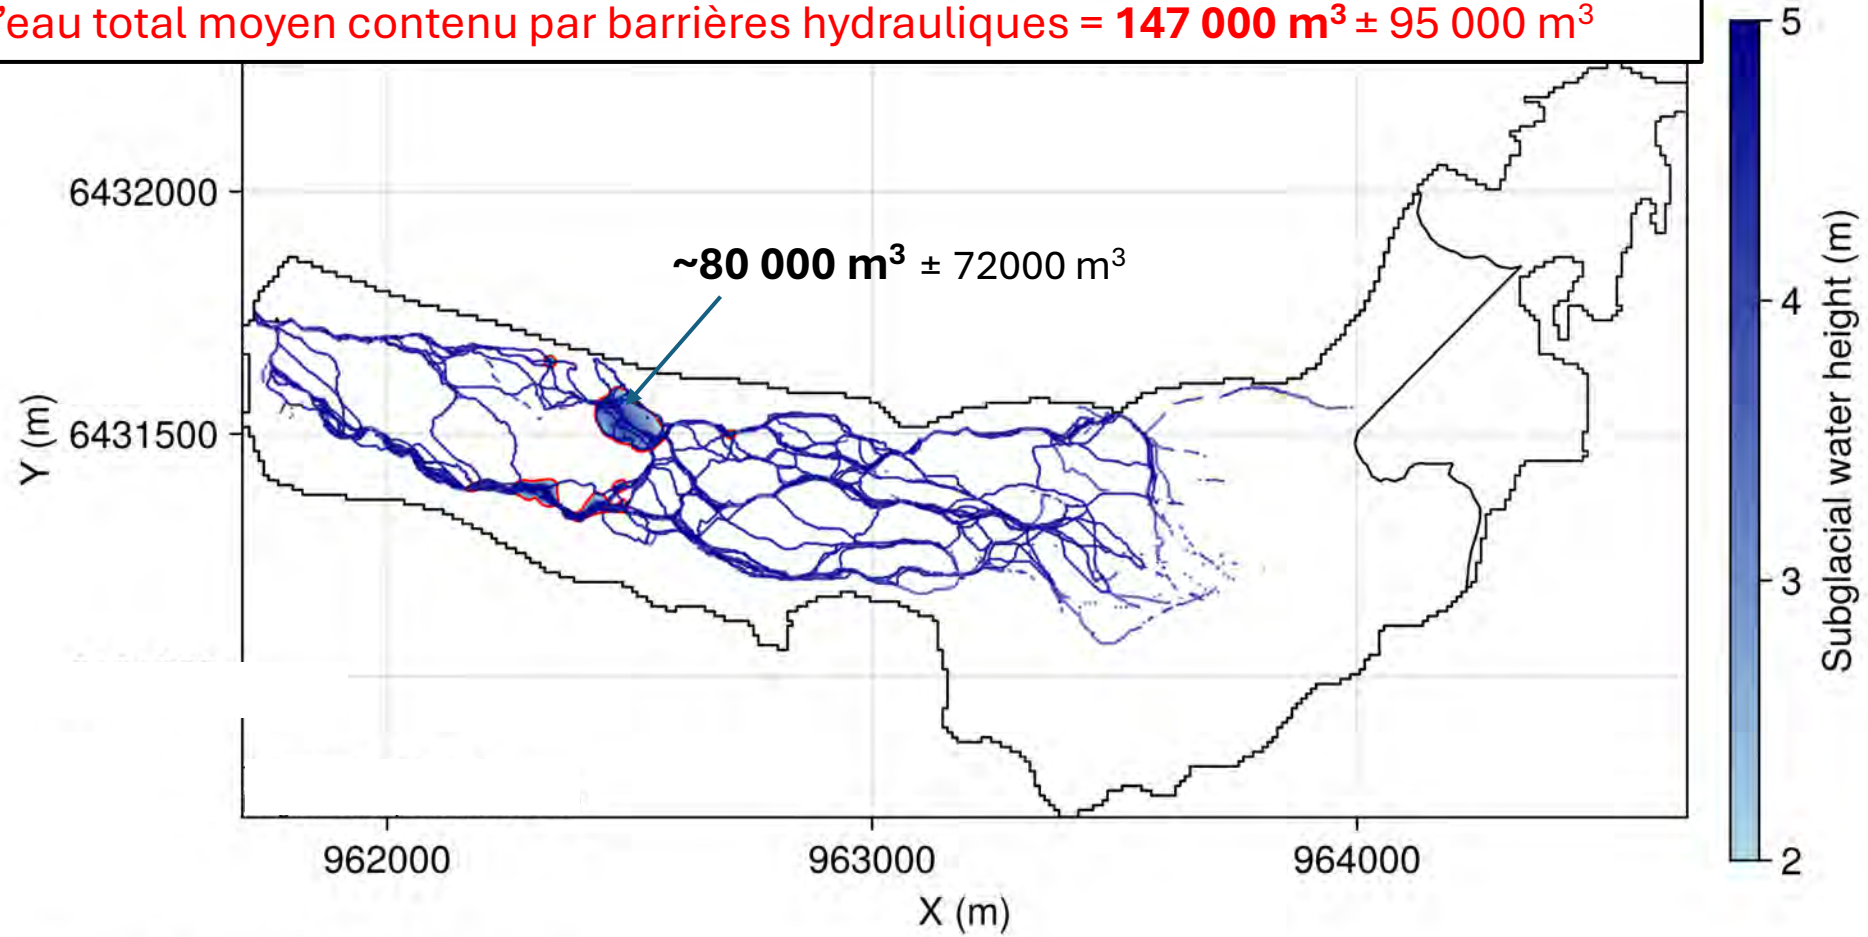 ’eau total moyen contenu par barrières hydrauliques = 147 000 m³ ± 95 000 m³
5
6432000
~80 000 m³ ± 72000 m³
4
Subglacial water height (m)
Y (m)
6431500
3
2
962000
963000
964000
X (m)